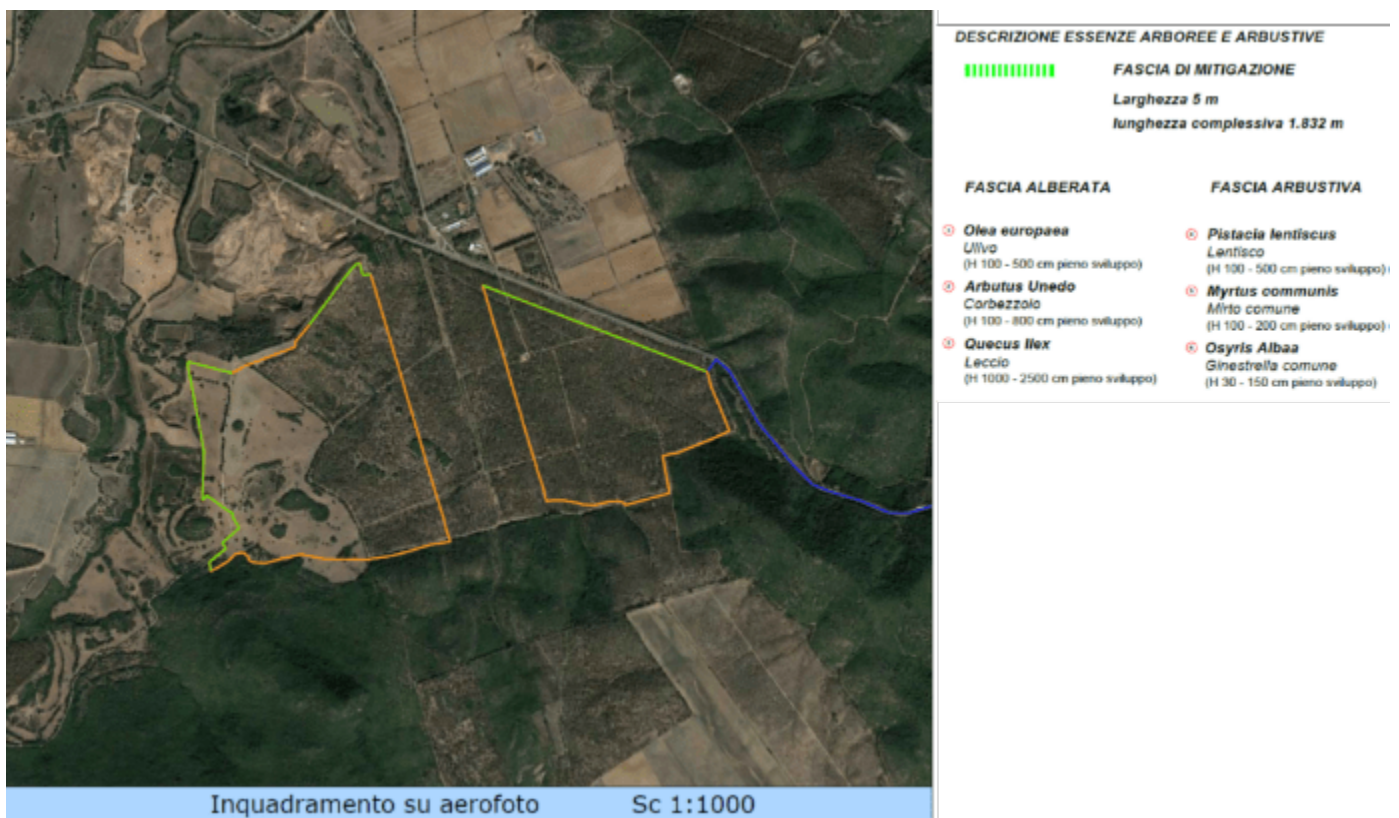 DESCRIZIONE ESSENZE ARBOREE E ARBUSTIVE
FASCIA DI MITIGAZIONE
Larghezza 5 m
lunghezza complessiva 1.832 m
FASCIA ALBERATA
Olea europaea
Ulivo
(H 100 - 500 cm pieno sviluppo)
Arbutus Unedo
Corbezzolo
(H 100 - 800 cm pieno sviluppo)
Quecus Ilex
Leccio
(H 1000 - 2500 cm pieno sviluppo)
FASCIA ARBUSTIVA
Pistacia lentiscus
Lentisco
(H 100 - 500 cm pieno sviluppo)
Myrtus communis
Mirto comune
(H 100 - 200 cm pieno sviluppo)
Osyris Albaa
Ginestrella comune
(H 30 - 150 cm pieno sviluppo)
Inquadramento su aerofoto Sc 1:1000